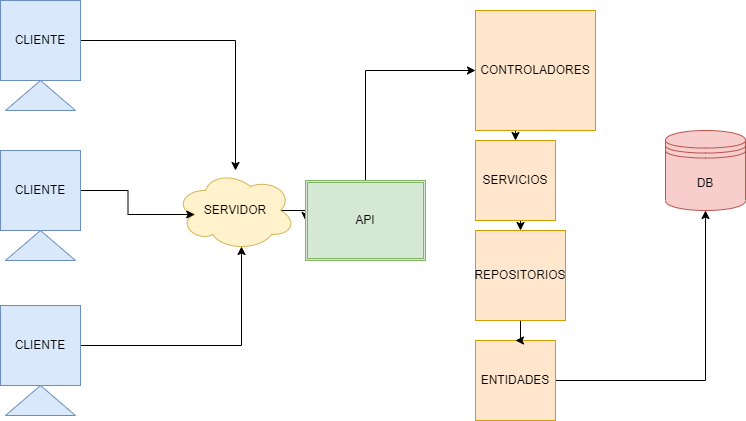 CLIENTE
CLIENTE
CLIENTE
SERVIDOR
API
CONTROLADORES
SERVICIOS
REPOSITORIOS
ENTIDADES
DB